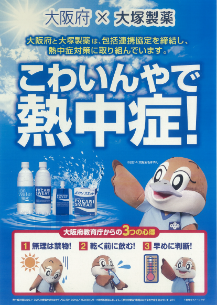 大阪府 × 大塚製薬
大阪府と大塚製薬は、包括連携協定を締結し、
熱中症対策に取り組んでいます。
こわいんやで
熱中症!
POCARI
SWEAT
大阪府教育庁からの3つの心得
1 無理は禁物!
2 乾く前に飲む!
3 早めに判断!